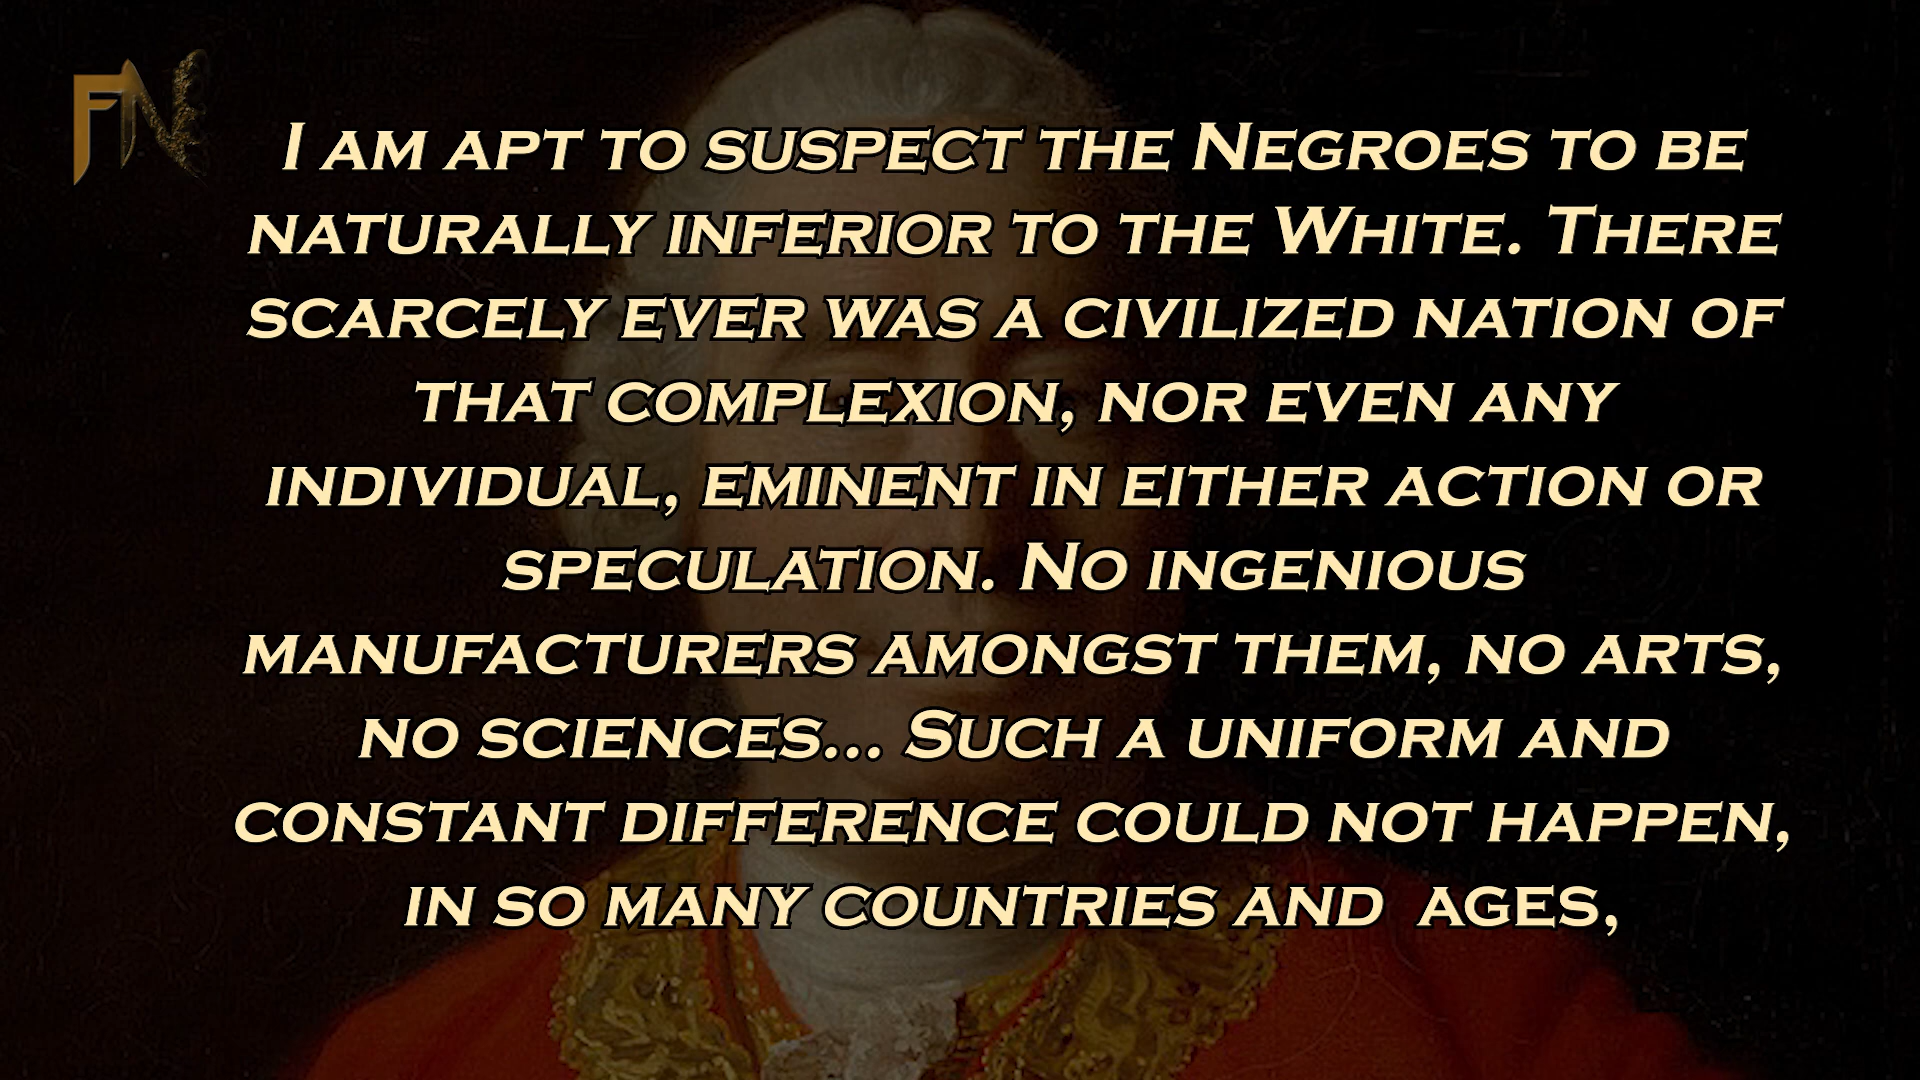 FN
I am apt to suspect the Negroes to be
naturally inferior to the White. There
scarcely ever was a civilized nation of
that complexion, nor even any
individual, eminent in either action or
speculation. No ingenious
manufacturers amongst them, no arts,
no sciences... Such a uniform and
constant difference could not happen,
in so many countries and ages,